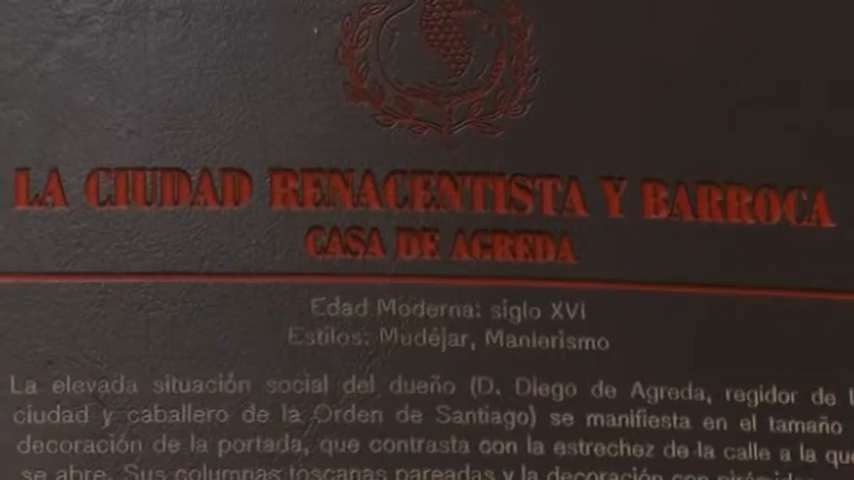 LA CIUDAD RENACENTISTA Y BARROCA
CASA DE AGREDA
Edad Moderna: siglo XVI
Estilos: Mudéjar, Manierismo
La elevada situación social del dueño (D. Diego de Agreda, regidor de l
ciudad y caballero de la Orden de Santiago) se manifiesta en el tamaño
decoración de la portada, que contrasta con la estrechez de la calle a la que
se abre. Sus columnas toscanas pareadas y la decoración con